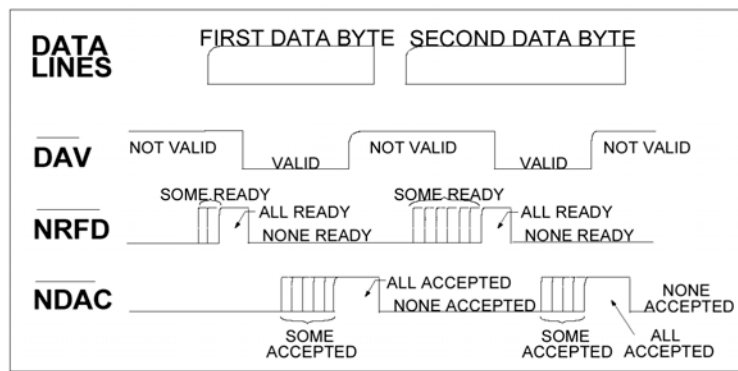 DATA
LINES
FIRST DATA BYTE
SECOND DATA BYTE
DAV
NOT VALID
VALID
NOT VALID
VALID
NOT VALID
SOME READY
SOME READY
NRFD
ALL READY
NONE READY
ALL READY
NONE READY
NDAC
ALL ACCEPTED
NONE ACCEPTED
NONE
ACCEPTED
SOME
ACCEPTED
SOME
ACCEPTED
ALL
ACCEPTED